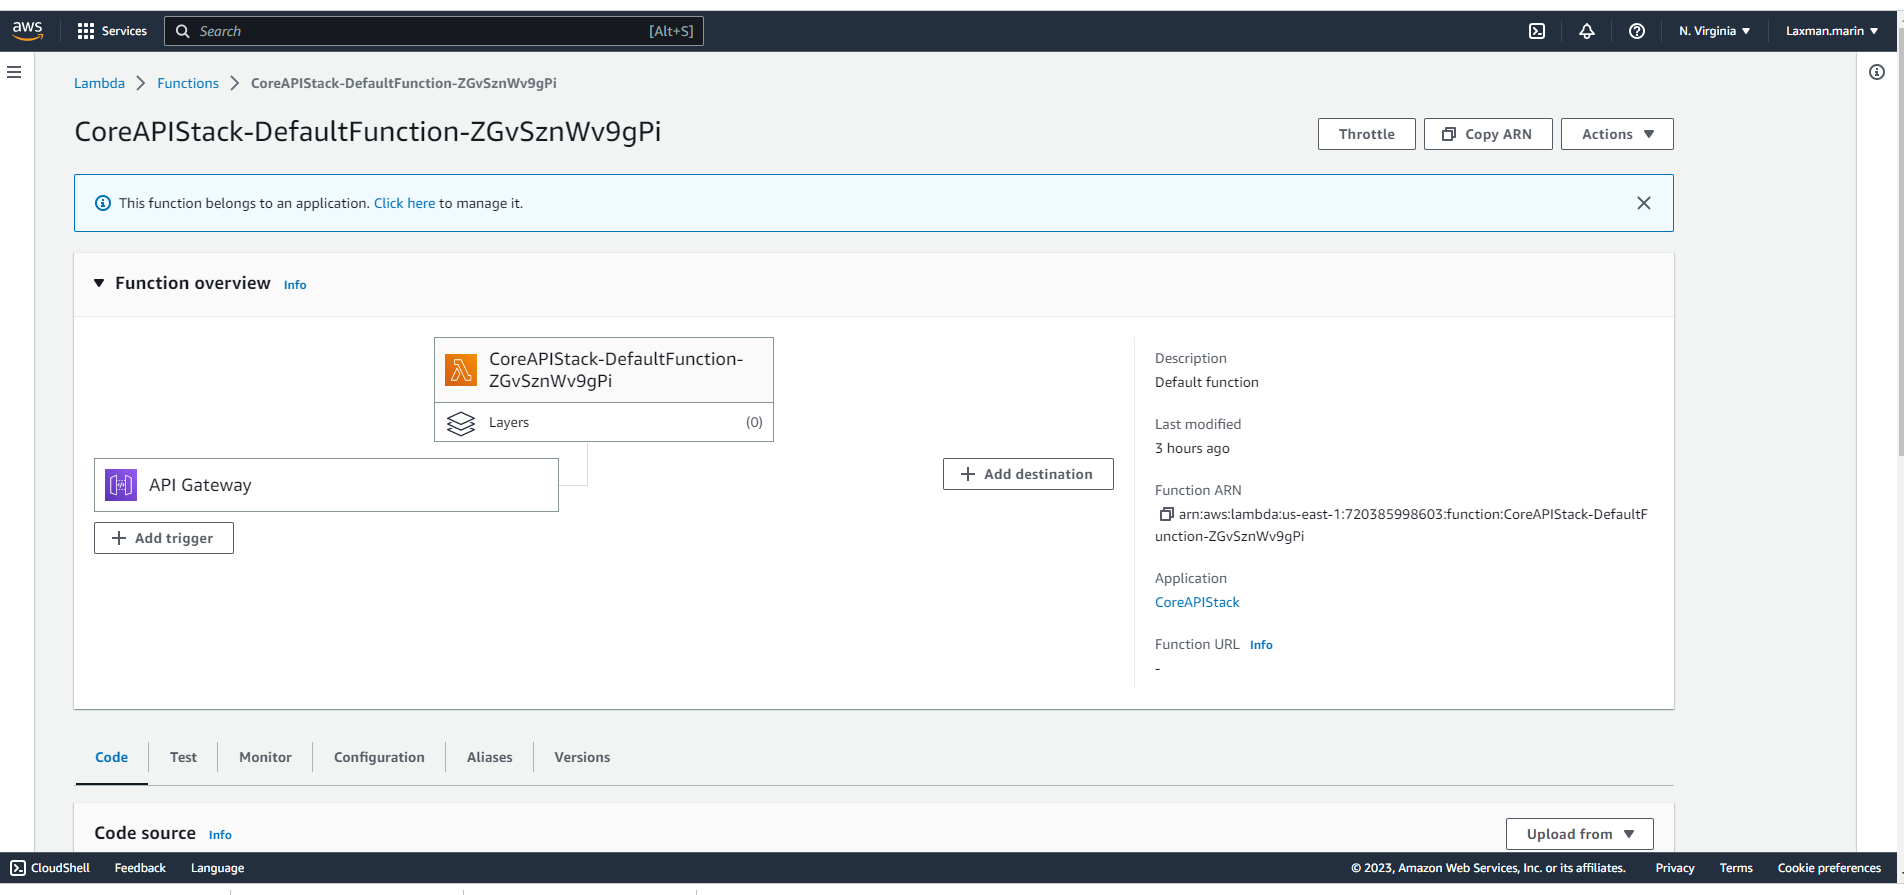 aws
Services
Search
[Alt+S]
N. Virginia
Laxman.marin
Lambda
Functions
CoreAPIStack-DefaultFunction-ZGvSznWv9gPi
CoreAPIStack-DefaultFunction-ZGvSznWv9gPi
Throttle
Copy ARN
Actions
This function belongs to an application. Click here to manage it.
Function overview Info
CoreAPIStack-DefaultFunction-
ZGvSznWv9gPi
Layers
(0)
API Gateway
Add trigger
Add destination
Description
Default function
Last modified
3 hours ago
Function ARN
arn:aws:lambda:us-east-1:720385998603:function:CoreAPIStack-DefaultF
unction-ZGvSznWv9gPi
Application
CoreAPIStack
Function URL Info
-
Code
Test
Monitor
Configuration
Aliases
Versions
Code source Info
Upload from
CloudShell
Feedback
Language
© 2023, Amazon Web Services, Inc. or its affiliates.
Privacy
Terms
Cookie preferences